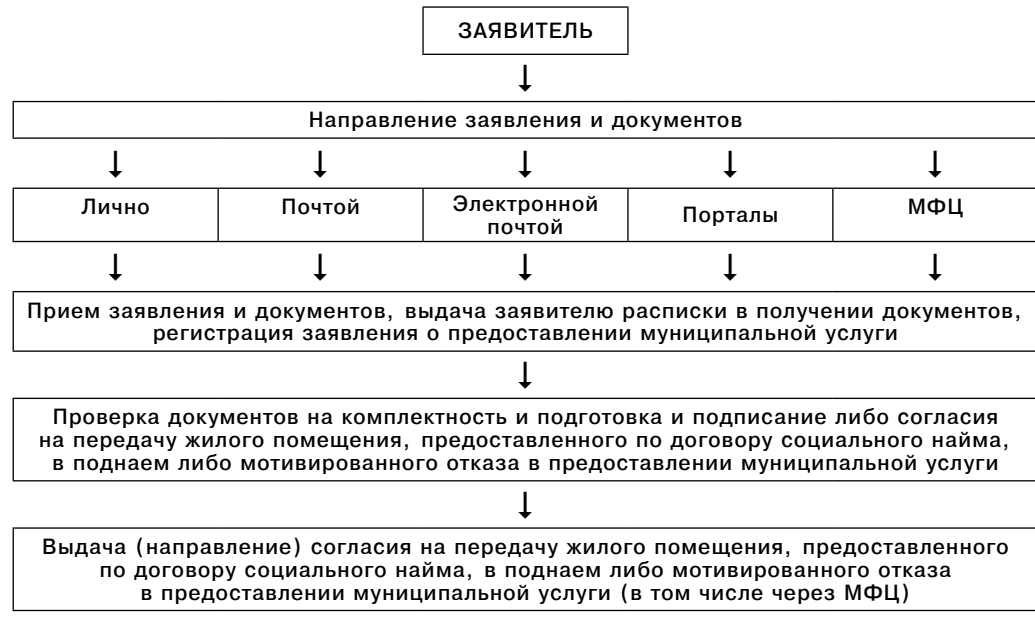 ЗАЯВИТЕЛЬ
Направление заявления и документов
Лично
Почтой
Электронной
почтой
Порталы
МФЦ
Прием заявления и документов, выдача заявителю расписки в получении документов,
регистрация заявления о предоставлении муниципальной услуги
Проверка документов на комплектность и подготовка и подписание либо согласия
на передачу жилого помещения, предоставленного по договору социального найма,
в поднаем либо мотивированного отказа в предоставлении муниципальной услуги
Выдача (направление) согласия на передачу жилого помещения, предоставленного
по договору социального найма, в поднаем либо мотивированного отказа
в предоставлении муниципальной услуги (в том числе через МФЦ)